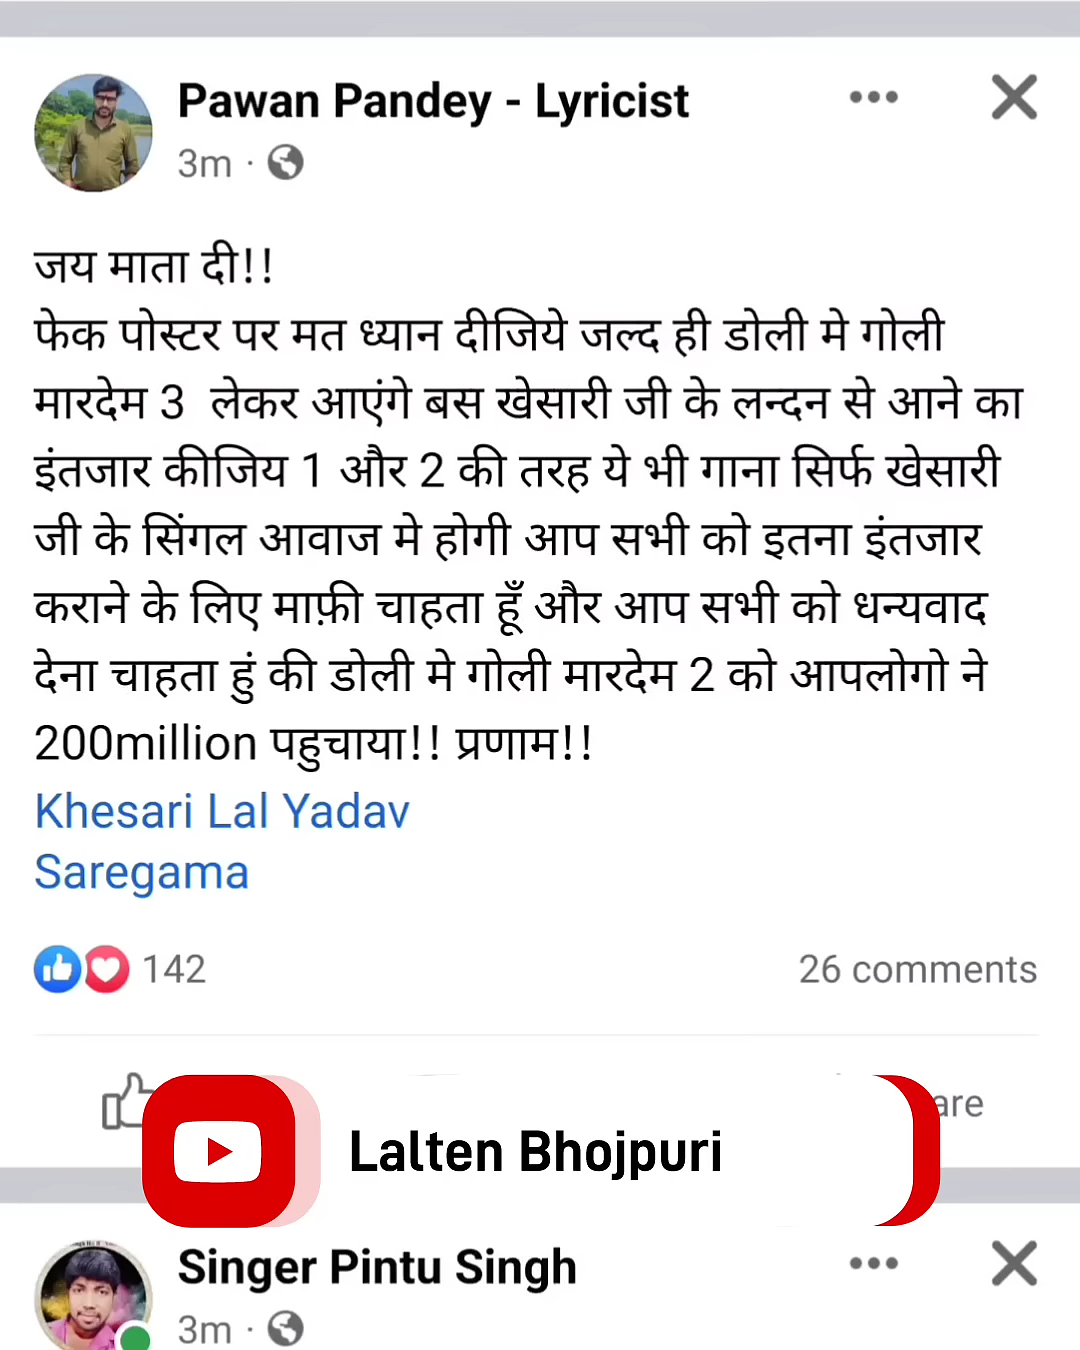 Pawan Pandey - Lyricist
3m ·
जय माता दी!!
फेक पोस्टर पर मत ध्यान दीजिये जल्द ही डोली मे गोली
मारदेम 3 लेकर आएंगे बस खेसारी जी के लन्दन से आने का
इंतजार कीजिय 1 और 2 की तरह ये भी गाना सिर्फ खेसारी
जी के सिंगल आवाज मे होगी आप सभी को इतना इंतजार
कराने के लिए माफ़ी चाहता हूँ और आप सभी को धन्यवाद
देना चाहता हुं की डोली मे गोली मारदेम 2 को आपलोगो ने
200million पहुचाया!! प्रणाम!!
Khesari Lal Yadav
Saregama
142
26 comments
are
Lalten Bhojpuri
Singer Pintu Singh
3m ·